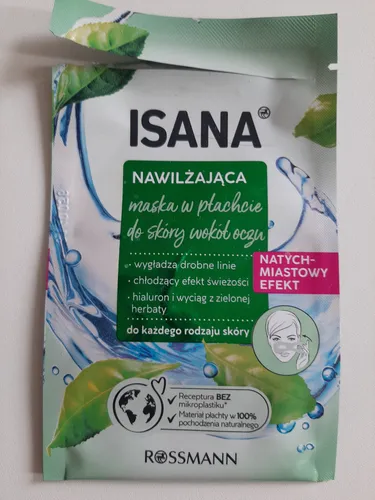 ISANA
NAWILŻAJĄCA
maska w płachcie
do skóry wokół oczu
• wygładza drobne linie
• chłodzący efekt świeżości
• hialuron i wyciąg z zielonej
herbaty
do każdego rodzaju skóry
NATYCH-
MIASTOWY
EFEKT
✓ Receptura BEZ
mikroplastiku*
✓ Materiał płachty w 100%
pochodzenia naturalnego
ROSSMANN